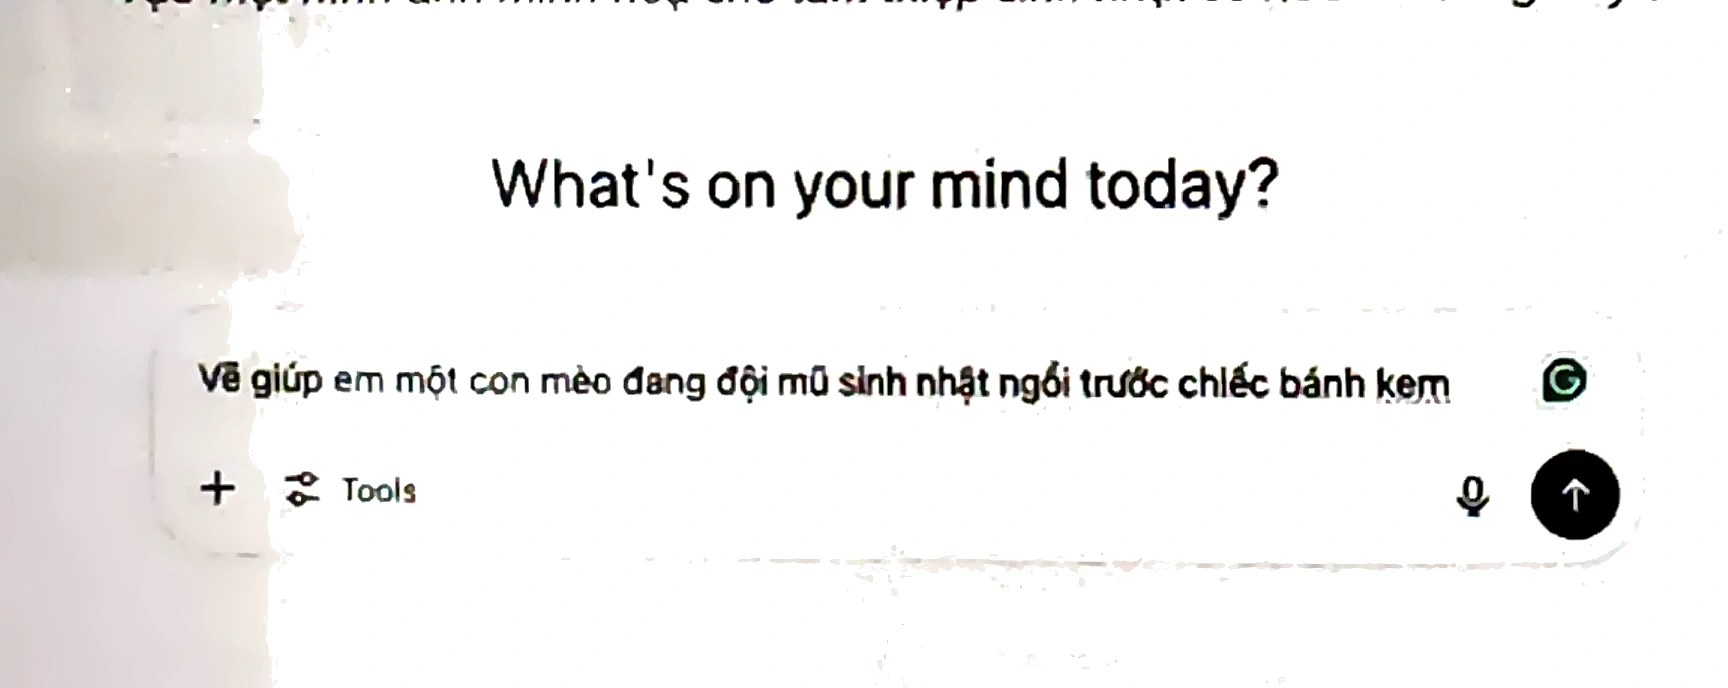 What's on your mind today?
Vẽ giúp em một con mèo đang đội mũ sinh nhật ngồi trước chiếc bánh kem
Tools